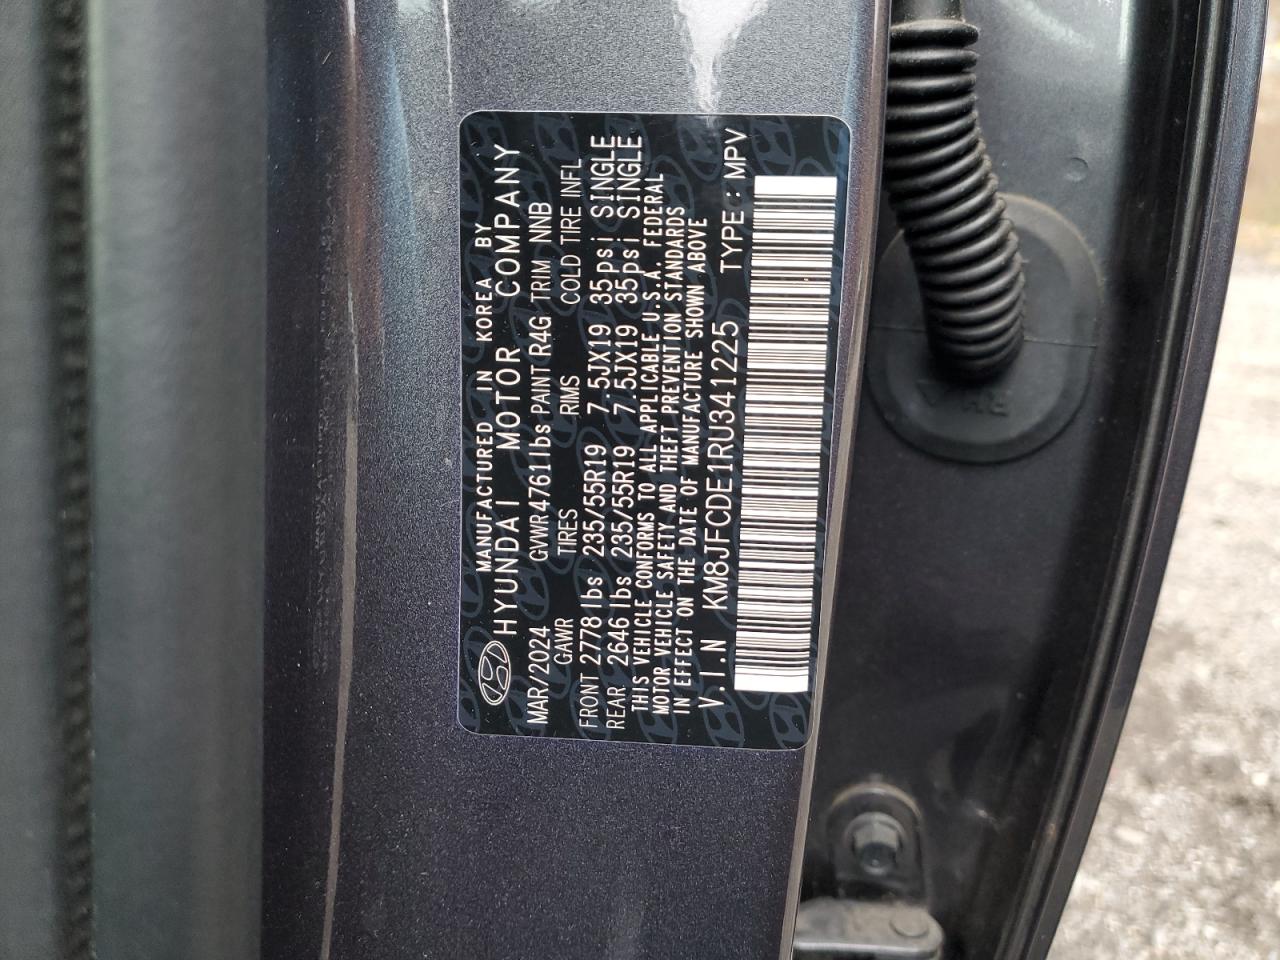 MANUFACTURED IN KOREA BY
HYUNDAI MOTOR COMPANY
MAR/2024 GVWR 4761lbs PAINT R4G TRIM NNB
GAWR TIRES RIMS COLD TIRE INFL
FRONT 2778lbs 235/55R19 7.5JX19 35psi SINGLE
REAR 2646lbs 235/55R19 7.5JX19 35psi SINGLE
THIS VEHICLE CONFORMS TO ALL APPLICABLE U.S.A. FEDERAL
MOTOR VEHICLE SAFETY AND THEFT PREVENTION STANDARDS
IN EFFECT ON THE DATE OF MANUFACTURE SHOWN ABOVE
V.I.N KM8JFCDE1RU341225 TYPE : MPV